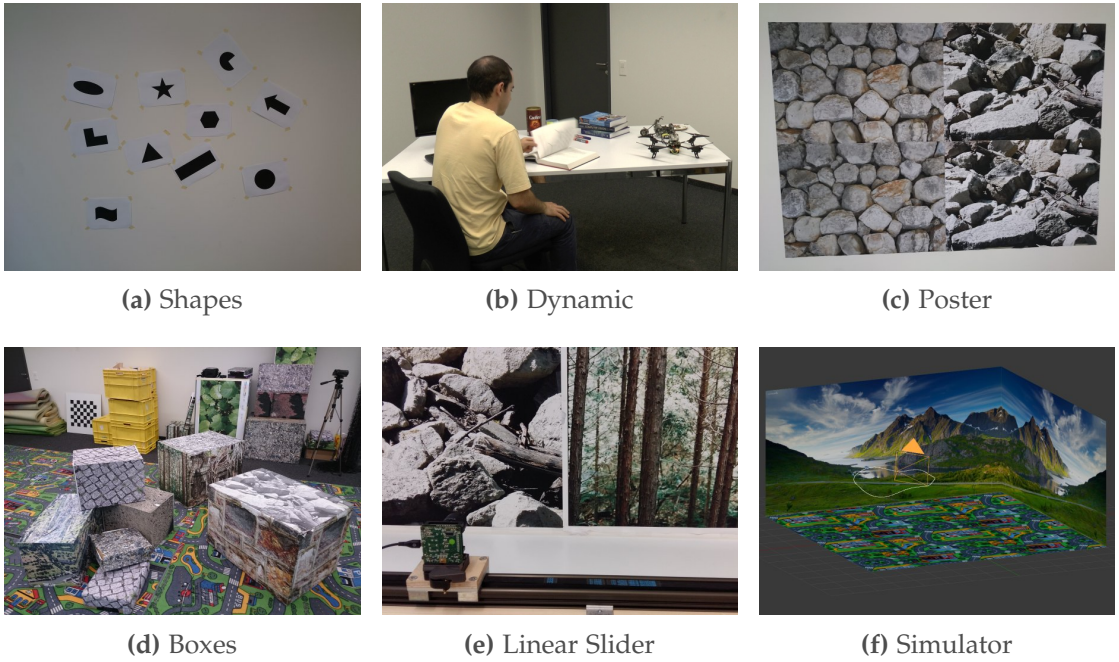 (a) Shapes
(b) Dynamic
(c) Poster
(d) Boxes
(e) Linear Slider
(f) Simulator